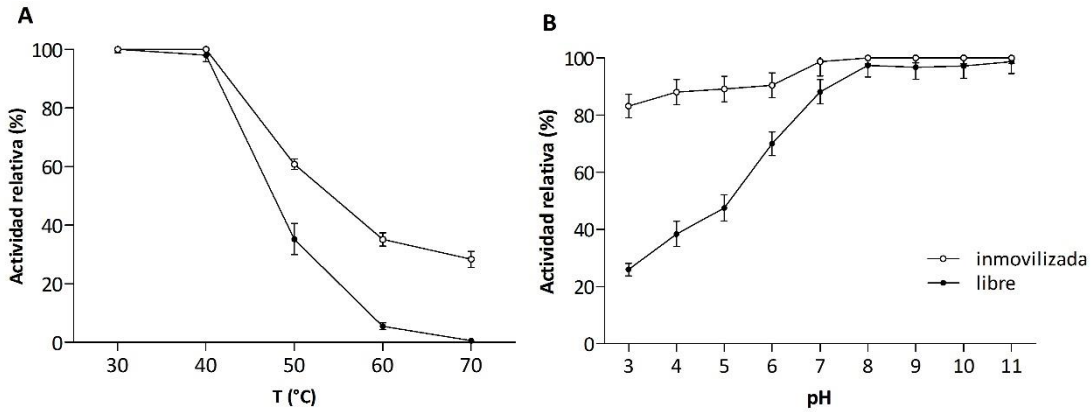 A
Actividad relativa (%)
100
80
60
40
20
0
30 40 50 60 70
T (°C)
B
Actividad relativa (%)
100
80
60
40
20
0
3 4 5 6 7 8 9 10 11
pH
inmovilizada
libre